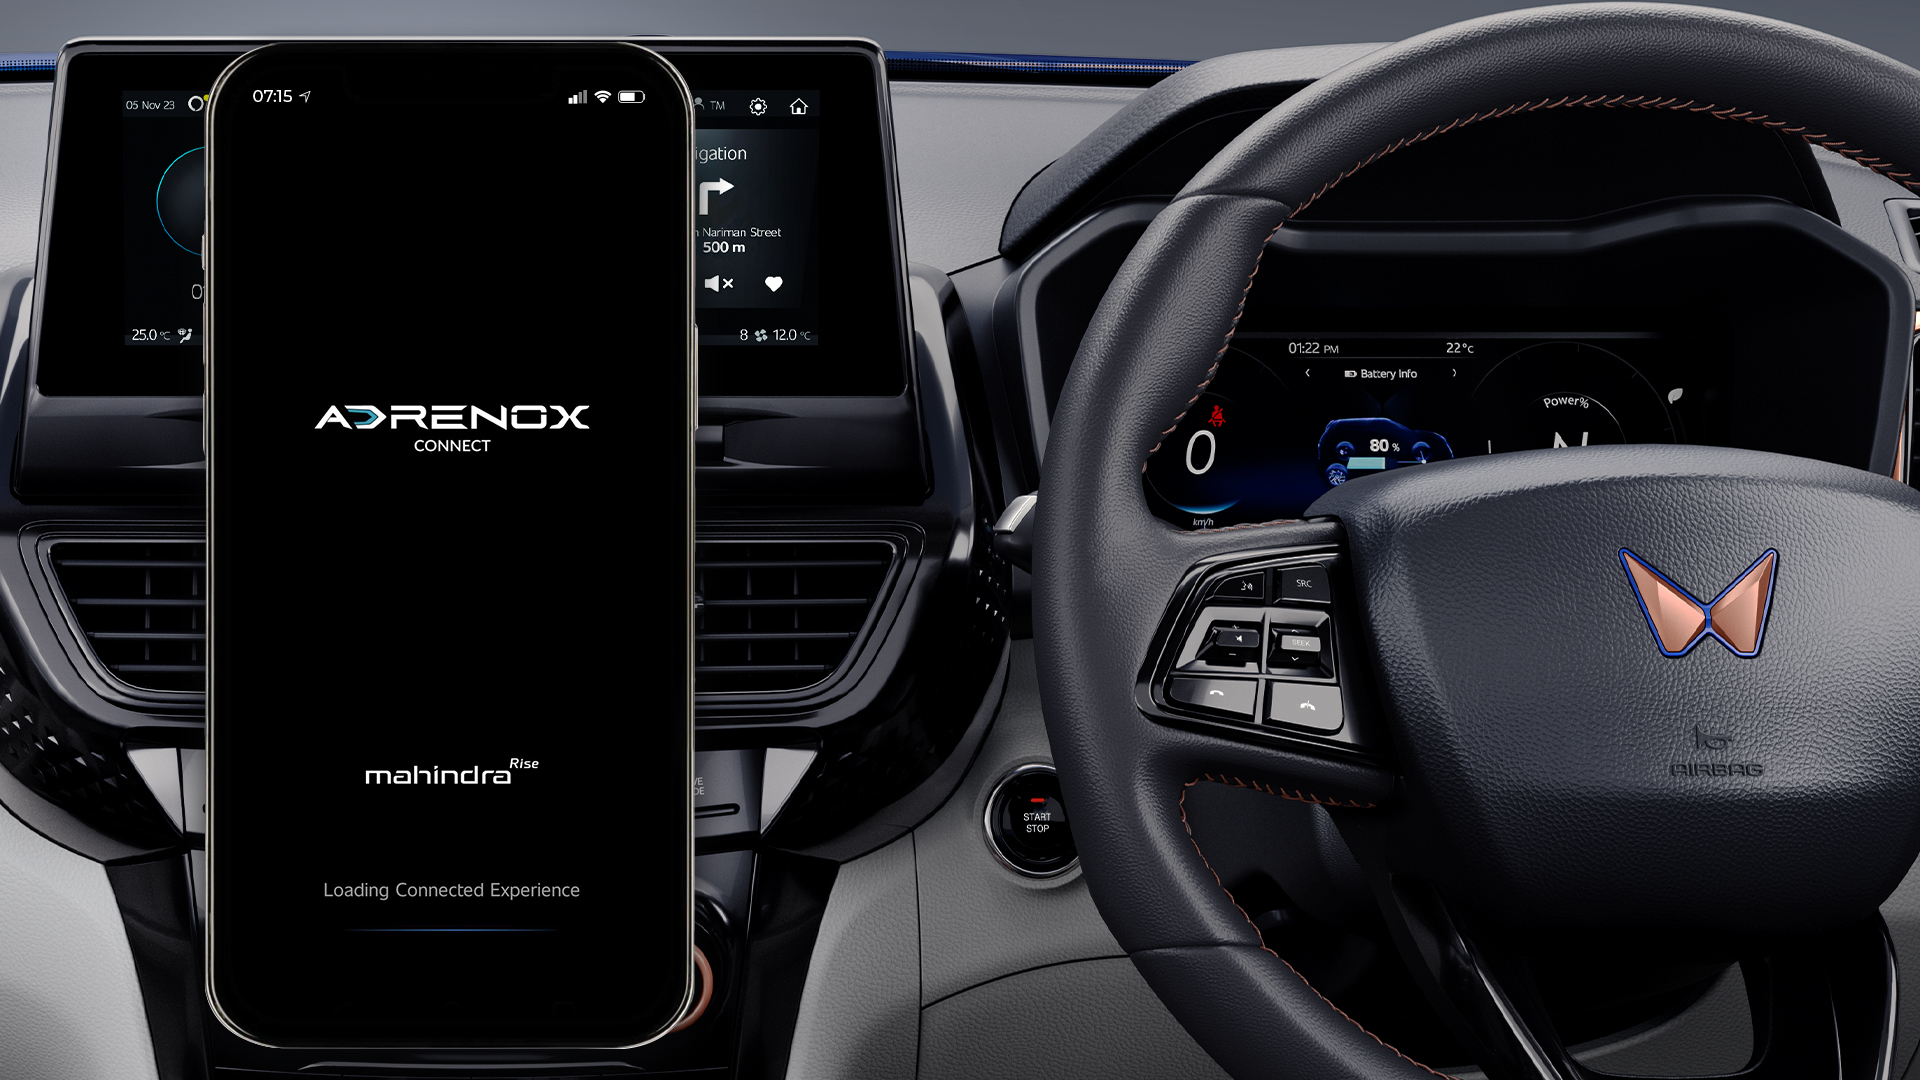 05 Nov 23
TM
Nariman Street
500 m
25.0 °C
8
12.0 °C
07:15
ADRENOX
CONNECT
mahindra Rise
Loading Connected Experience
01:22 PM
22°c
Battery Info
80 %
0
km/h
Power%
N
SRC
SEEK
START
STOP
AIRBAG